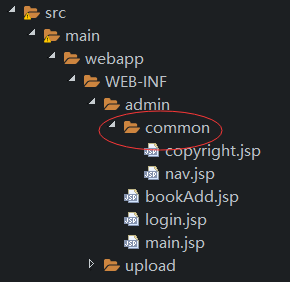 src
main
webapp
WEB-INF
admin
common
copyright.jsp
nav.jsp
bookAdd.jsp
login.jsp
main.jsp
upload